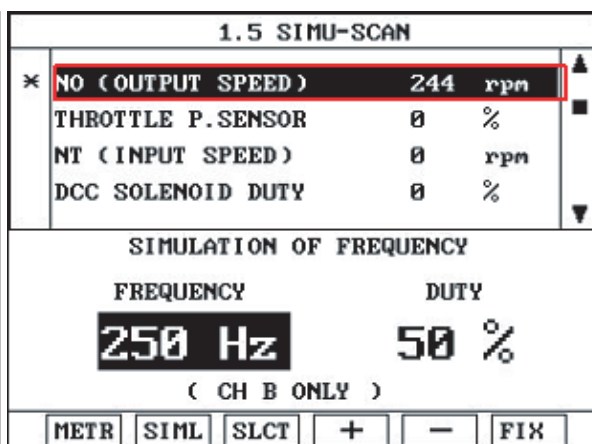 1.5 SIMU-SCAN
* NO (OUTPUT SPEED) 244 rpm
THROTTLE P.SENSOR 0 %
NT (INPUT SPEED) 0 rpm
DCC SOLENOID DUTY 0 %
SIMULATION OF FREQUENCY
FREQUENCY DUTY
250 Hz 50 %
( CH B ONLY )
METR SIML SLCT + − FIX